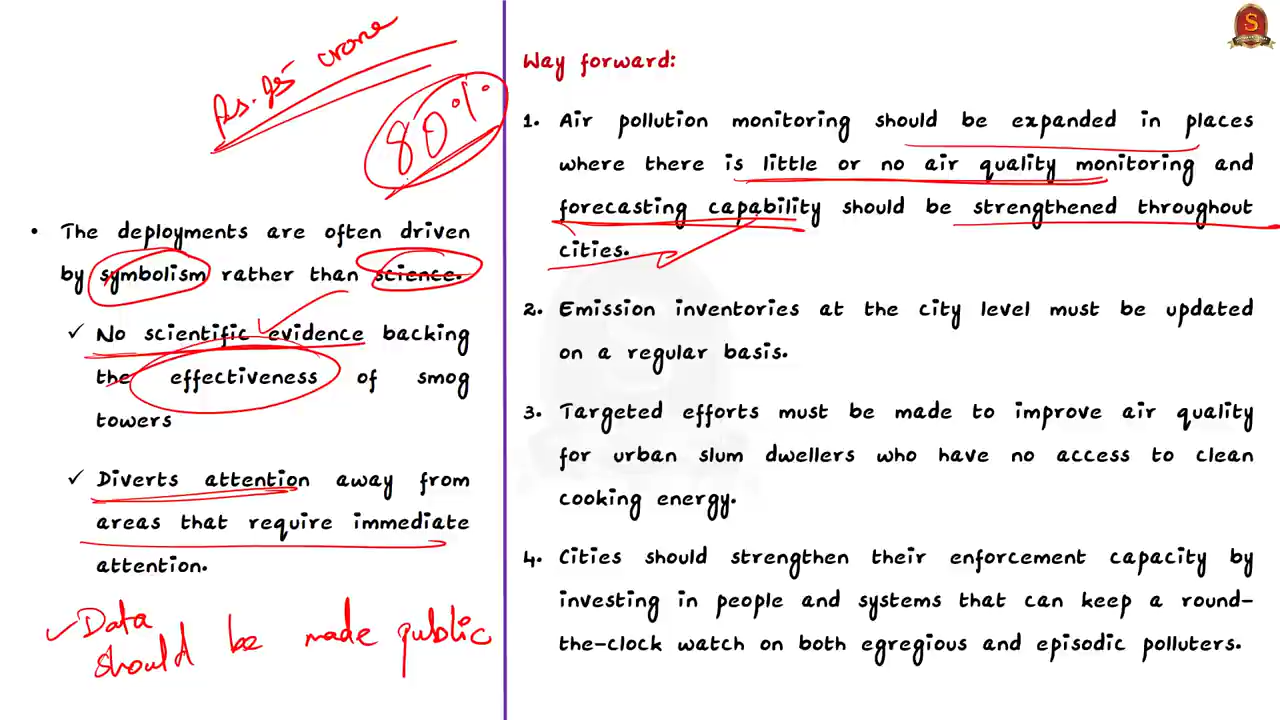 Rs. 25 crore
80%
• The deployments are often driven
by symbolism rather than science.
✓ No scientific evidence backing
the effectiveness of smog
towers
✓ Diverts attention away from
areas that require immediate
attention.
✓ Data
should be made public
S
Way forward:
1. Air pollution monitoring should be expanded in places
where there is little or no air quality monitoring and
forecasting capability should be strengthened throughout
cities.
2. Emission inventories at the city level must be updated
on a regular basis.
3. Targeted efforts must be made to improve air quality
for urban slum dwellers who have no access to clean
cooking energy.
4. Cities should strengthen their enforcement capacity by
investing in people and systems that can keep a round-
the-clock watch on both egregious and episodic polluters.